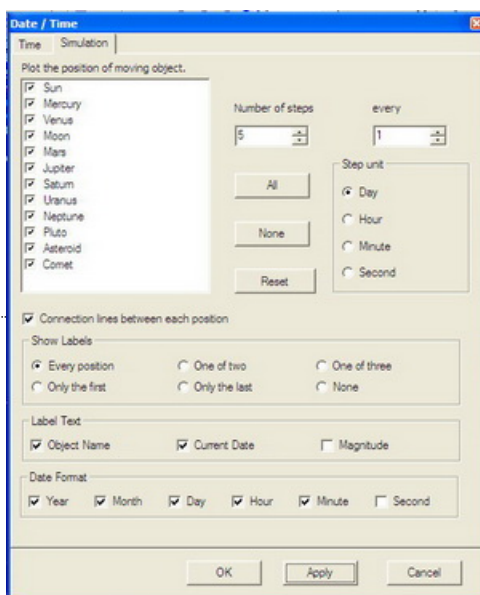 Date / Time
Time Simulation
Plot the position of moving object.
Sun
Mercury
Venus
Moon
Mars
Jupiter
Saturn
Uranus
Neptune
Pluto
Asteroid
Comet
Number of steps every
5 1
All
None
Reset
Step unit
Day
Hour
Minute
Second
Connection lines between each position
Show Labels
Every position One of two One of three
Only the first Only the last None
Label Text
Object Name Current Date Magnitude
Date Format
Year Month Day Hour Minute Second
OK Apply Cancel